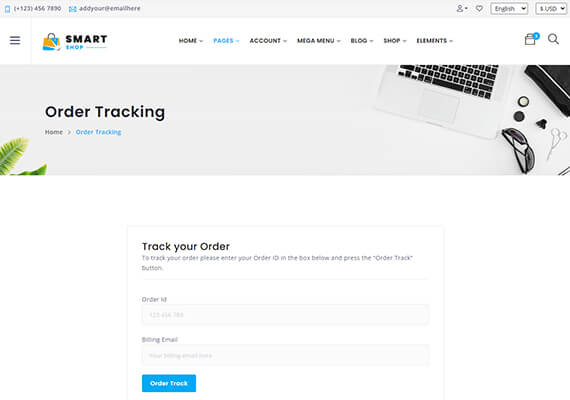 (+123) 456 7890 addyour@emailhere English $ USD
SMART
SHOP
HOME PAGES ACCOUNT MEGA MENU BLOG SHOP ELEMENTS
Order Tracking
Home > Order Tracking
Track your Order
To track your order please enter your Order ID in the box below and press the "Order Track"
button.
Order Id
123 456 789
Billing Email
Your billing email here
Order Track